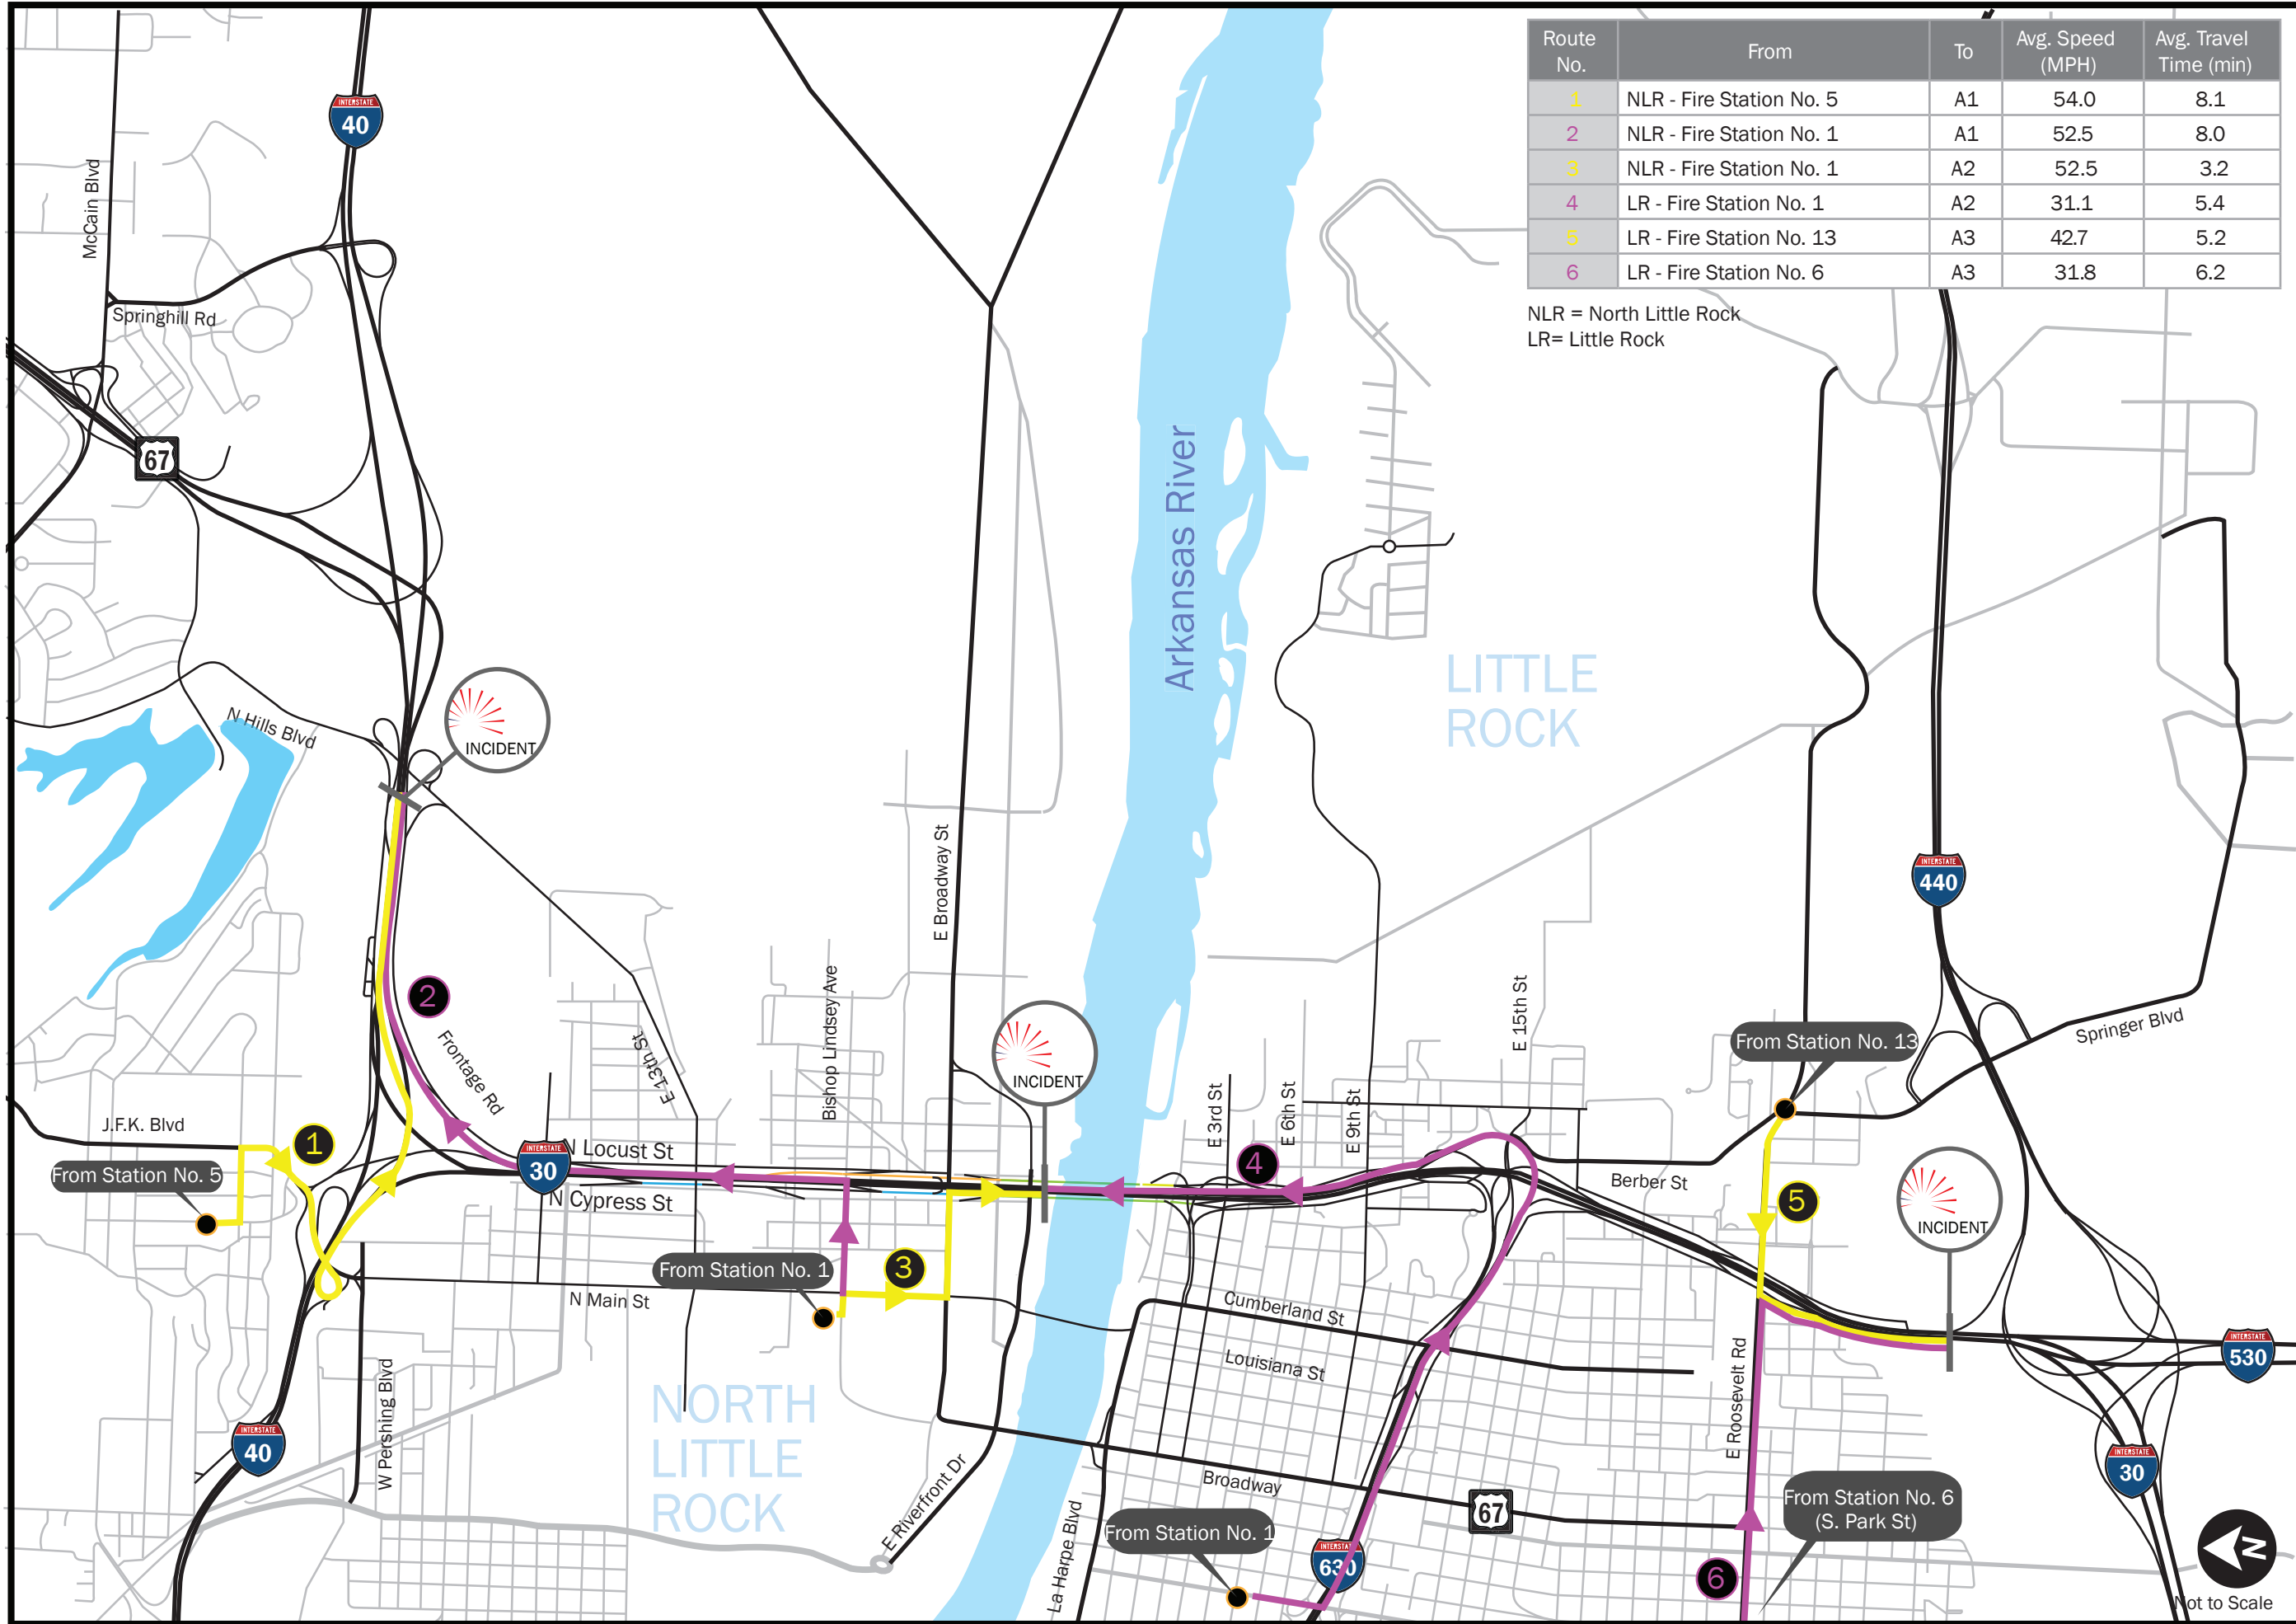 Route No. From To Avg. Speed (MPH) Avg. Travel Time (min)
1 NLR - Fire Station No. 5 A1 54.0 8.1
2 NLR - Fire Station No. 1 A1 52.5 8.0
3 NLR - Fire Station No. 1 A2 52.5 3.2
4 LR - Fire Station No. 1 A2 31.1 5.4
5 LR - Fire Station No. 13 A3 42.7 5.2
6 LR - Fire Station No. 6 A3 31.8 6.2
NLR = North Little Rock
LR= Little Rock
INTERSTATE
40
McCain Blvd
Springhill Rd
67
Arkansas River
LITTLE
ROCK
N Hills Blvd
INCIDENT
E Broadway St
INTERSTATE
440
2
Frontage Rd
E 13th St
Bishop Lindsey Ave
INCIDENT
E 3rd St
E 6th St
E 9th St
E 15th St
From Station No. 13
Springer Blvd
J.F.K. Blvd
1
From Station No. 5
INTERSTATE
30
N Locust St
N Cypress St
4
Berber St
5
INCIDENT
From Station No. 1
3
N Main St
Cumberland St
Louisiana St
E Roosevelt Rd
INTERSTATE
530
W Pershing Blvd
INTERSTATE
40
NORTH
LITTLE
ROCK
E Riverfront Dr
La Harpe Blvd
Broadway
67
From Station No. 1
INTERSTATE
630
6
From Station No. 6
(S. Park St)
INTERSTATE
30
N
Not to Scale